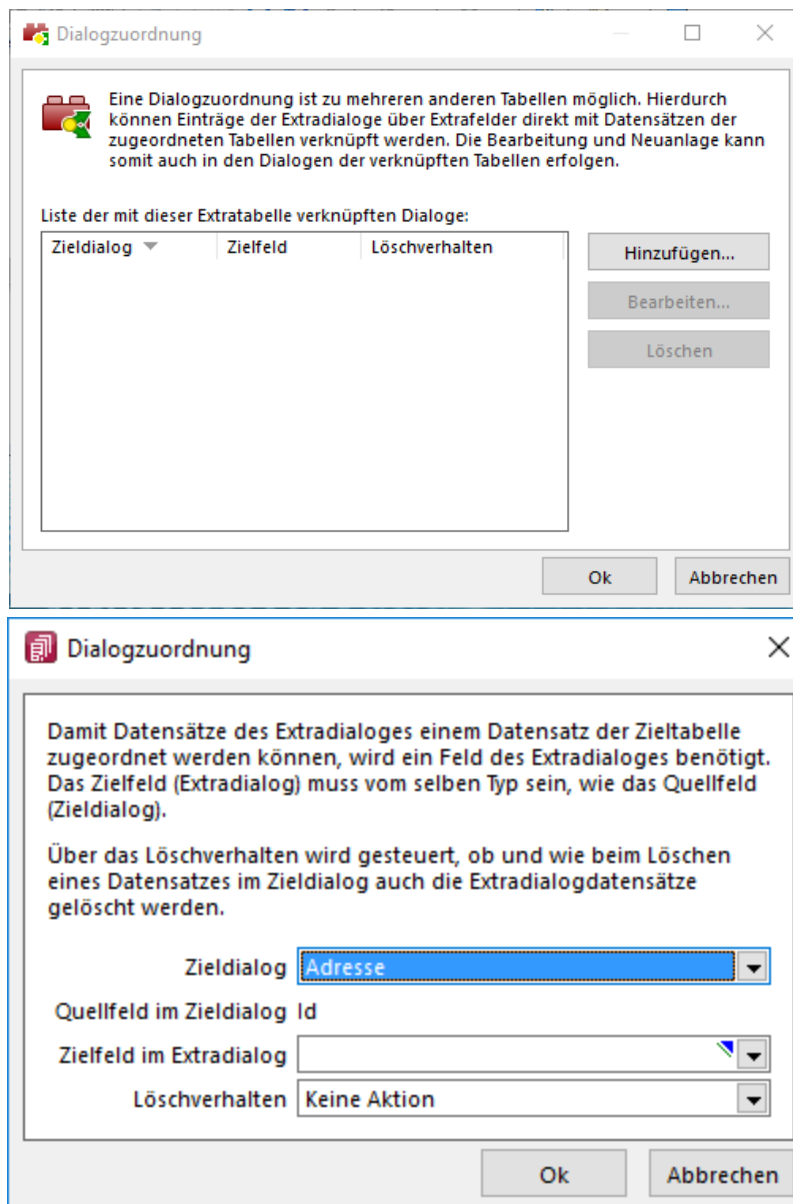 Dialogzuordnung
Eine Dialogzuordnung ist zu mehreren anderen Tabellen möglich. Hierdurch
können Einträge der Extradialoge über Extrafelder direkt mit Datensätzen der
zugeordneten Tabellen verknüpft werden. Die Bearbeitung und Neuanlage kann
somit auch in den Dialogen der verknüpften Tabellen erfolgen.
Liste der mit dieser Extratabelle verknüpften Dialoge:
Zieldialog Zielfeld Löschverhalten
Hinzufügen...
Bearbeiten...
Löschen
Ok Abbrechen
Dialogzuordnung
Damit Datensätze des Extradialoges einem Datensatz der Zieltabelle
zugeordnet werden können, wird ein Feld des Extradialoges benötigt.
Das Zielfeld (Extradialog) muss vom selben Typ sein, wie das Quellfeld
(Zieldialog).
Über das Löschverhalten wird gesteuert, ob und wie beim Löschen
eines Datensatzes im Zieldialog auch die Extradialogdatensätze
gelöscht werden.
Zieldialog Adresse
Quellfeld im Zieldialog Id
Zielfeld im Extradialog
Löschverhalten Keine Aktion
Ok Abbrechen